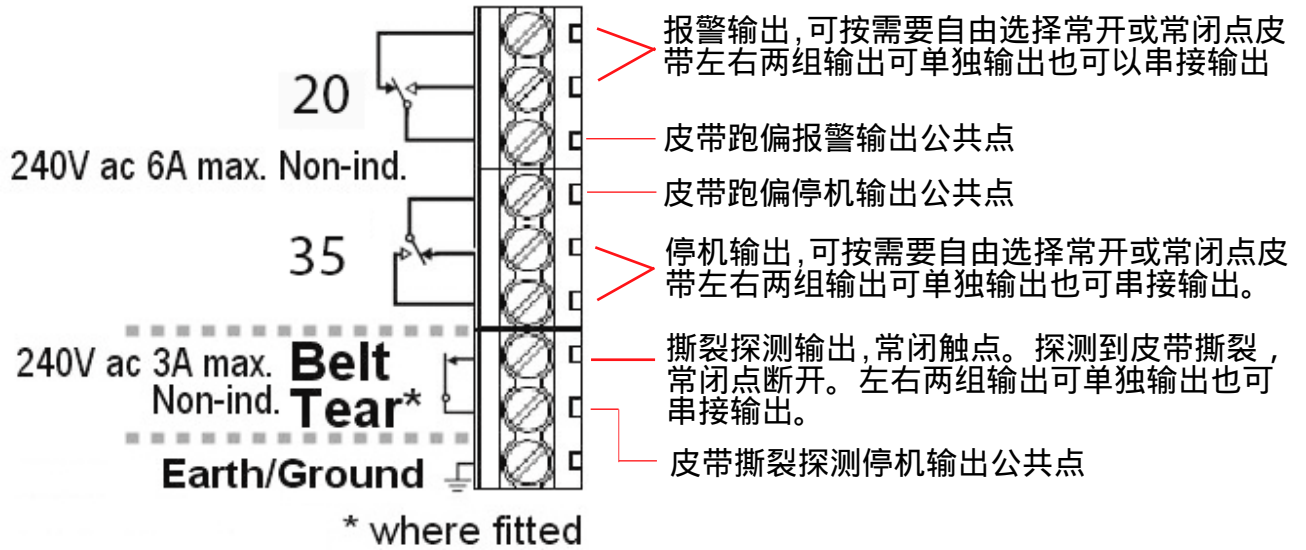 报警输出,可按需要自由选择常开或常闭点皮
带左右两组输出可单独输出也可以串接输出
20
皮带跑偏报警输出公共点
240V ac 6A max. Non-ind.
皮带跑偏停机输出公共点
35
停机输出,可按需要自由选择常开或常闭点皮
带左右两组输出可单独输出也可串接输出。
240V ac 3A max. Belt
Non-ind. Tear*
撕裂探测输出,常闭触点。探测到皮带撕裂,
常闭点断开。左右两组输出可单独输出也可
串接输出。
Earth/Ground
皮带撕裂探测停机输出公共点
* where fitted